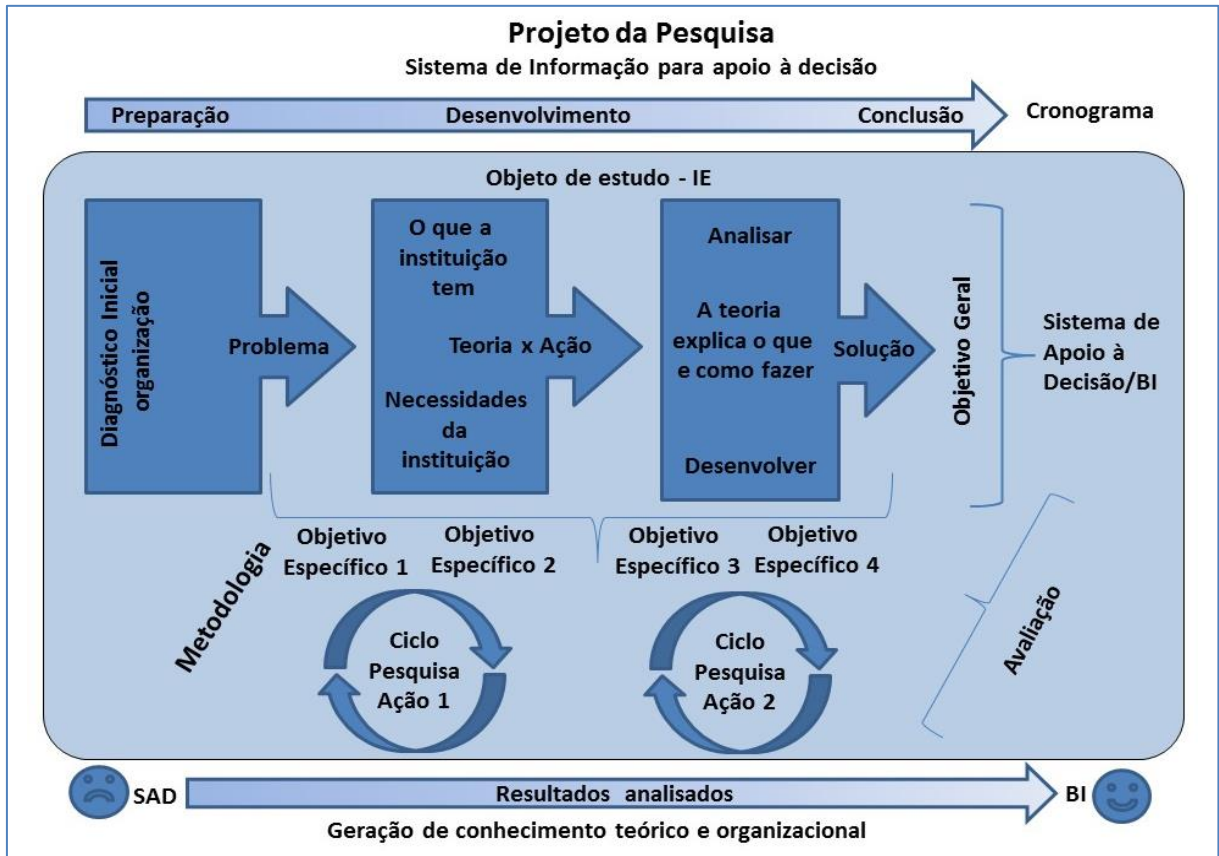 Projeto da Pesquisa
Sistema de Informação para apoio à decisão
Preparação
Desenvolvimento
Conclusão
Cronograma
Objeto de estudo - IE
Diagnóstico Inicial
organização
Problema
O que a
instituição
tem
Teoria x Ação
Necessidades
da
instituição
Analisar
A teoria
explica o que
e como fazer
Desenvolver
Solução
Objetivo Geral
Sistema de
Apoio à
Decisão/BI
Metodologia
Objetivo
Específico 1
Objetivo
Específico 2
Objetivo
Específico 3
Objetivo
Específico 4
Ciclo
Pesquisa
Ação 1
Ciclo
Pesquisa
Ação 2
Avaliação
SAD
Resultados analisados
BI
Geração de conhecimento teórico e organizacional